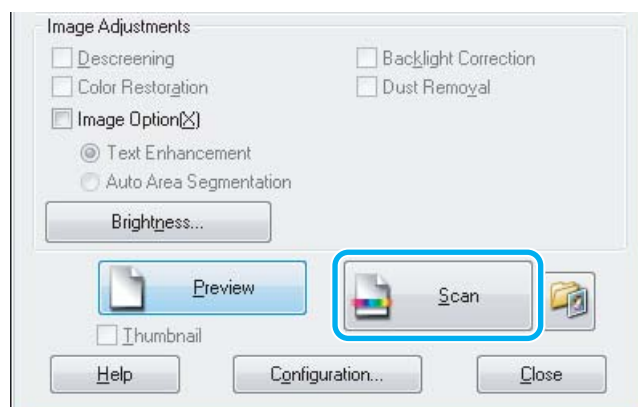 Image Adjustments
Descreening Backlight Correction
Color Restoration Dust Removal
Image Option(X)
Text Enhancement
Auto Area Segmentation
Brightness...
Preview Scan
Thumbnail
Help Configuration... Close